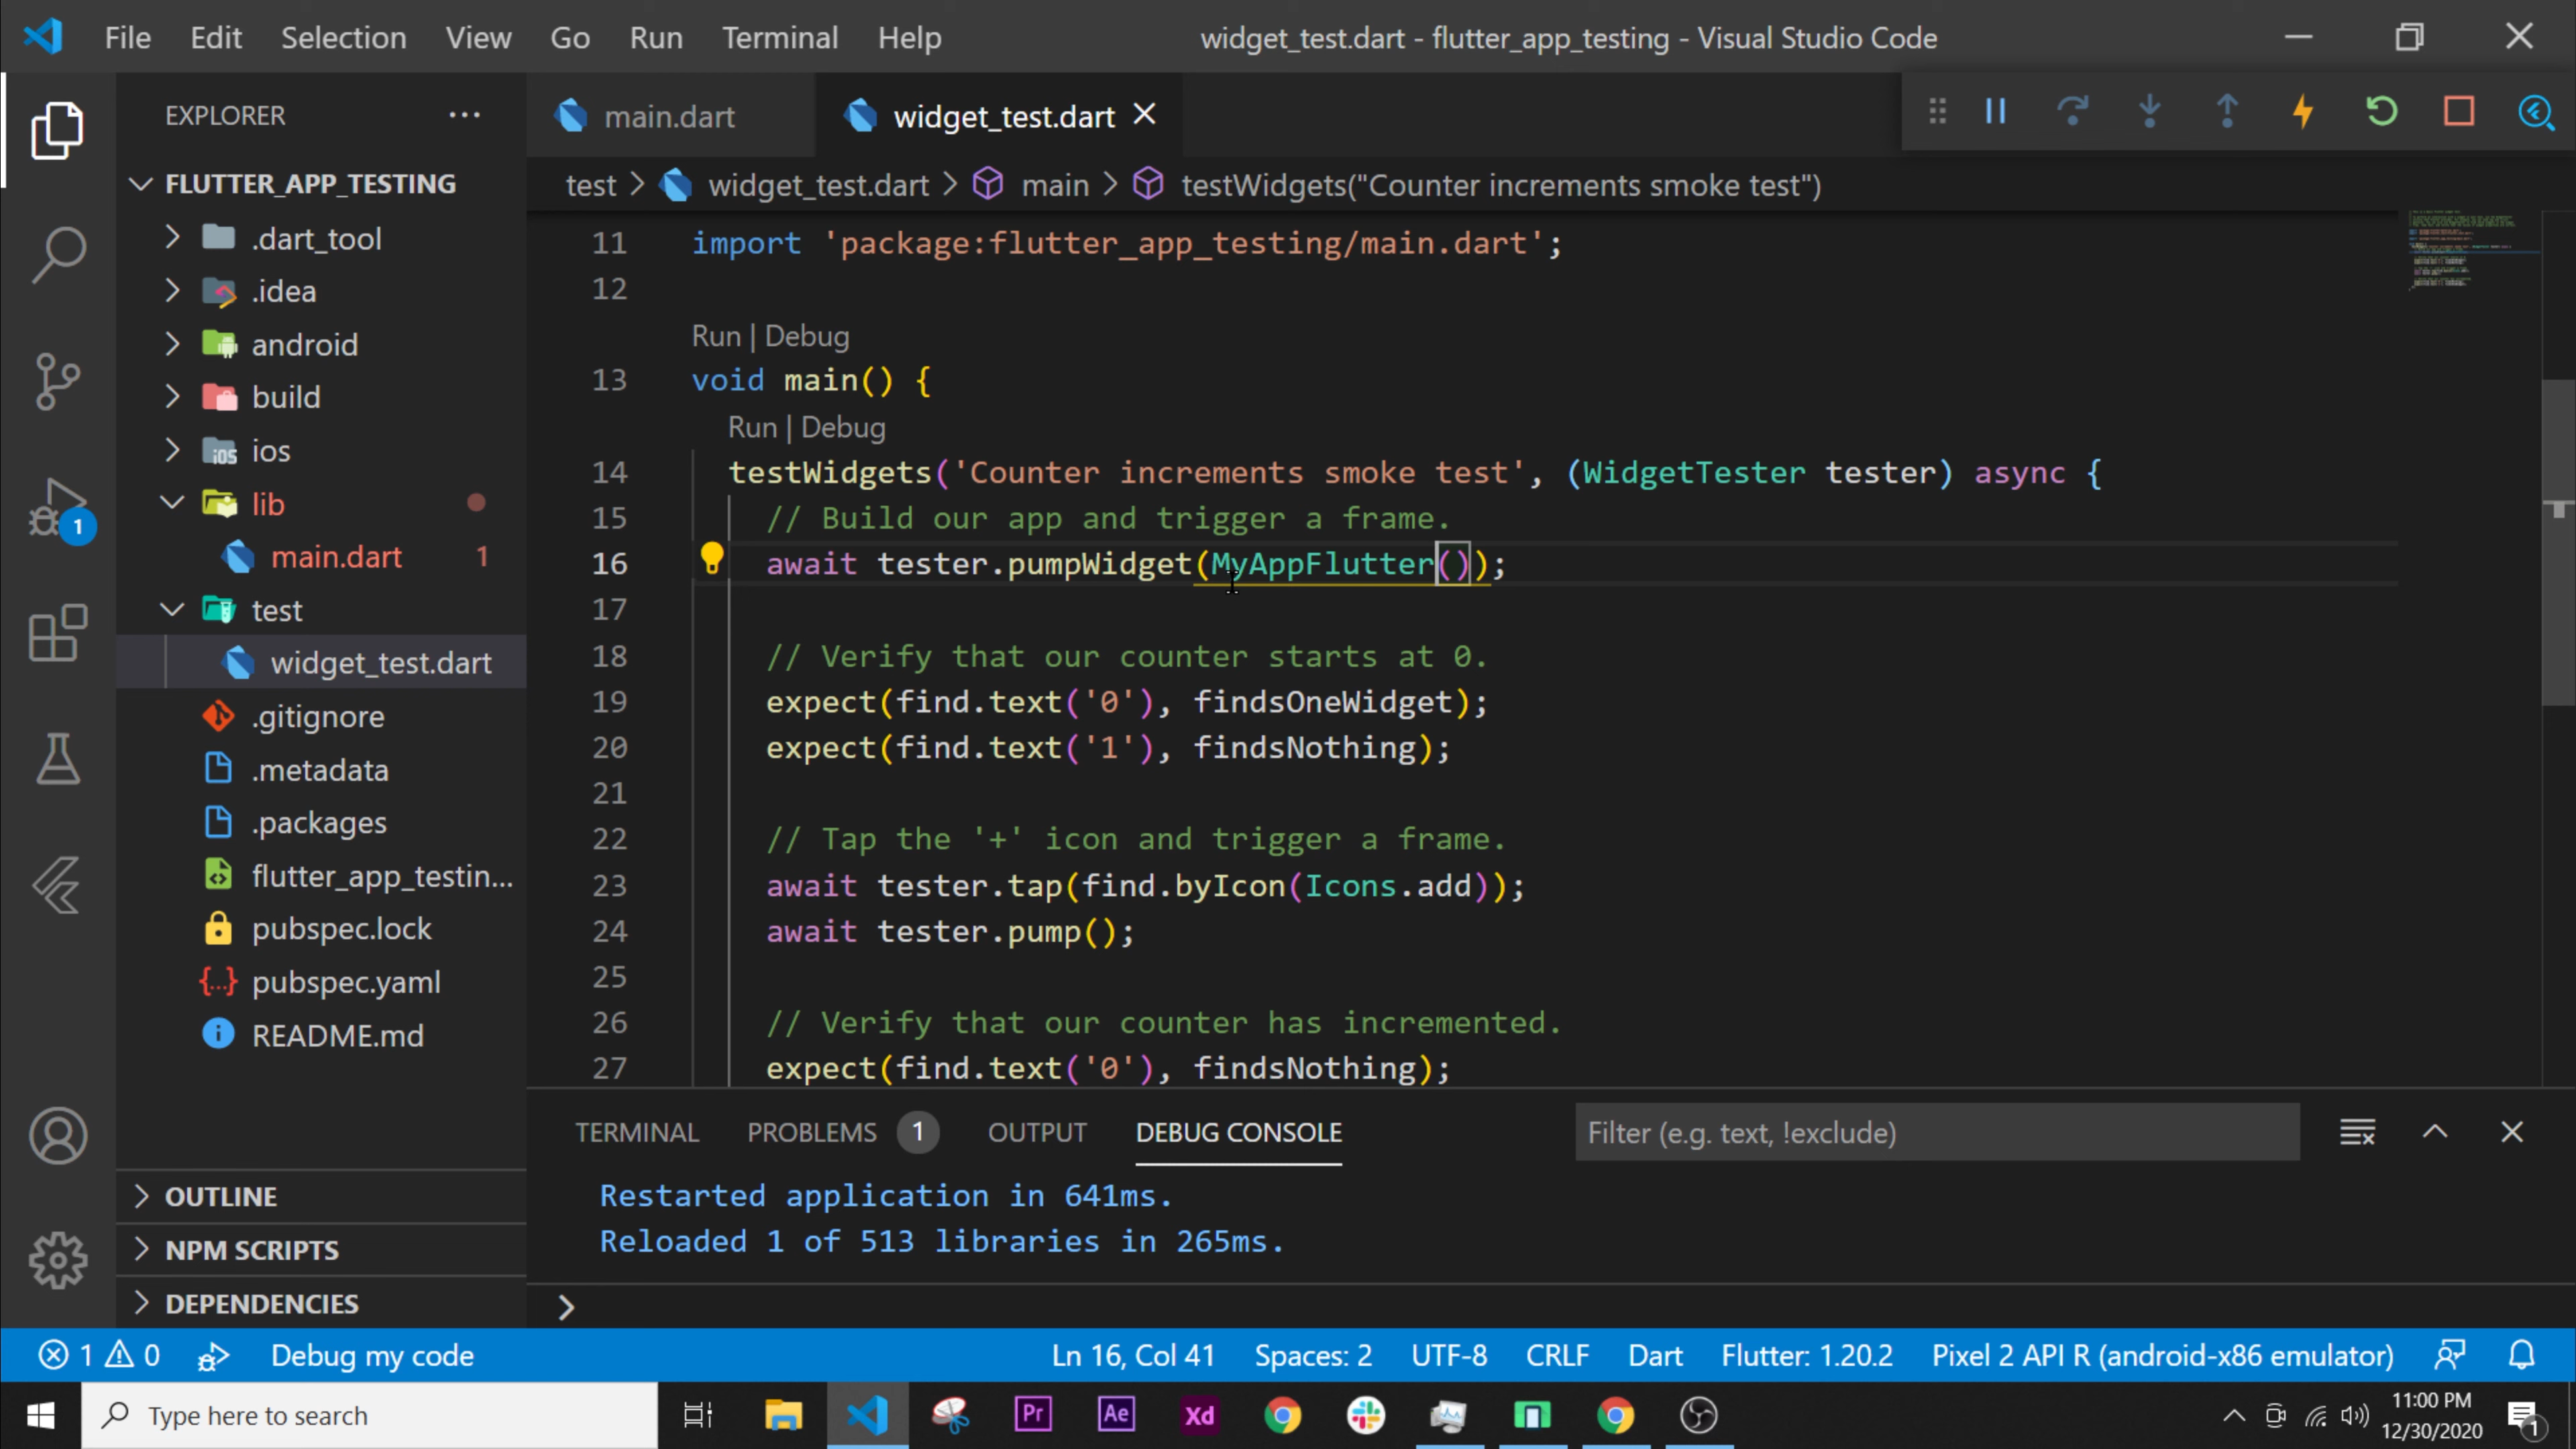 File Edit Selection View Go Run Terminal Help
widget_test.dart - flutter_app_testing - Visual Studio Code
EXPLORER
main.dart
widget_test.dart
FLUTTER_APP_TESTING
test > widget_test.dart > main > testWidgets("Counter increments smoke test")
.dart_tool
.idea
android
build
ios
lib
main.dart 1
test
widget_test.dart
.gitignore
.metadata
.packages
flutter_app_testin...
pubspec.lock
pubspec.yaml
README.md
OUTLINE
NPM SCRIPTS
DEPENDENCIES
1
11 import 'package:flutter_app_testing/main.dart';
12
Run | Debug
13 void main() {
Run | Debug
14 testWidgets('Counter increments smoke test', (WidgetTester tester) async {
15 // Build our app and trigger a frame.
16 await tester.pumpWidget(MyAppFlutter());
17
18 // Verify that our counter starts at 0.
19 expect(find.text('0'), findsOneWidget);
20 expect(find.text('1'), findsNothing);
21
22 // Tap the '+' icon and trigger a frame.
23 await tester.tap(find.byIcon(Icons.add));
24 await tester.pump();
25
26 // Verify that our counter has incremented.
27 expect(find.text('0'), findsNothing);
TERMINAL PROBLEMS 1 OUTPUT DEBUG CONSOLE
Filter (e.g. text, !exclude)
Restarted application in 641ms.
Reloaded 1 of 513 libraries in 265ms.
1 0 Debug my code
Ln 16, Col 41 Spaces: 2 UTF-8 CRLF Dart Flutter: 1.20.2 Pixel 2 API R (android-x86 emulator)
Type here to search
Pr Ae Xd
11:00 PM
12/30/2020
1